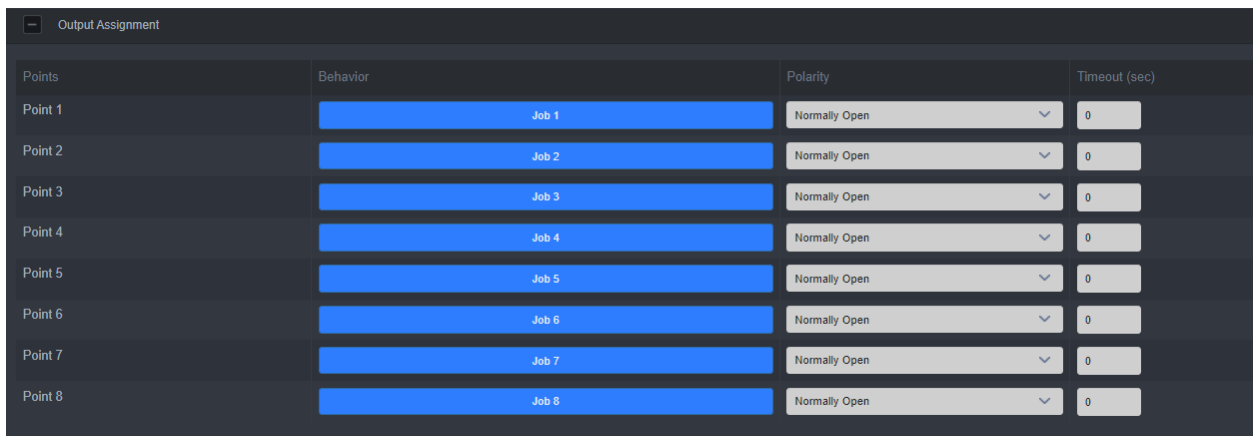 Output Assignment
Points Behavior Polarity Timeout (sec)
Point 1 Job 1 Normally Open 0
Point 2 Job 2 Normally Open 0
Point 3 Job 3 Normally Open 0
Point 4 Job 4 Normally Open 0
Point 5 Job 5 Normally Open 0
Point 6 Job 6 Normally Open 0
Point 7 Job 7 Normally Open 0
Point 8 Job 8 Normally Open 0